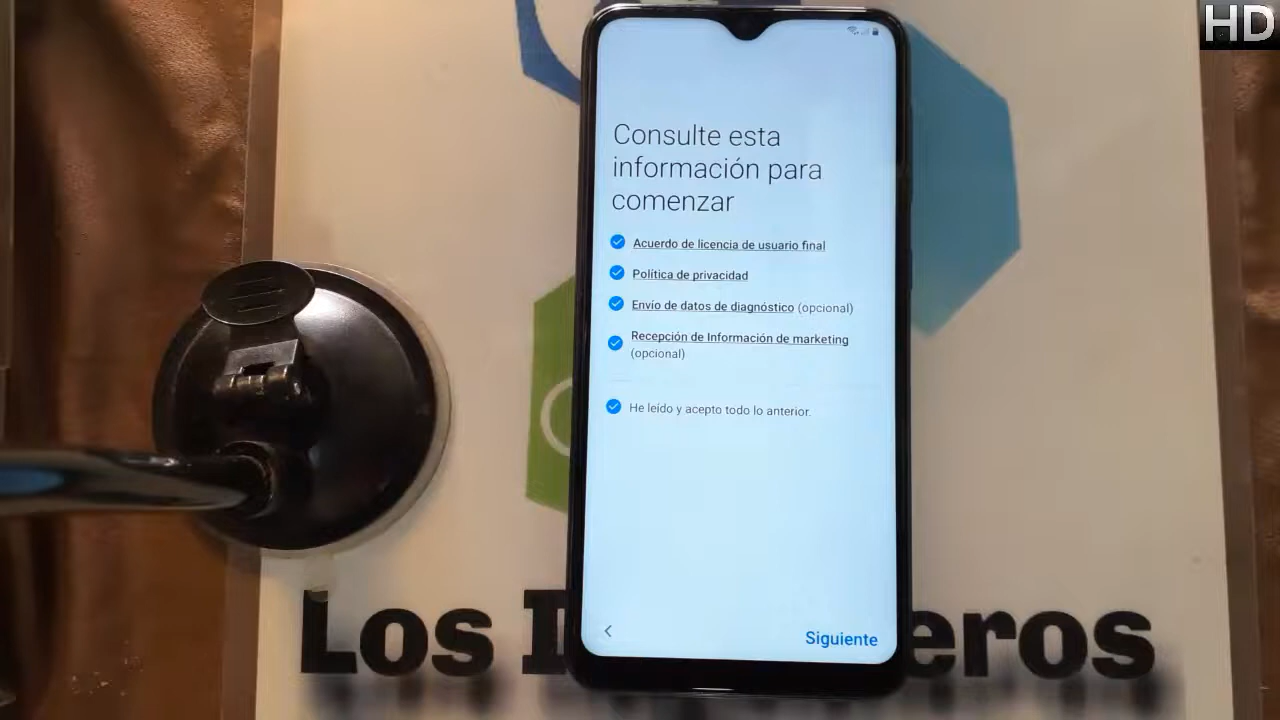 HD
Consulte esta
información para
comenzar
Acuerdo de licencia de usuario final
Política de privacidad
Envío de datos de diagnóstico (opcional)
Recepción de Información de marketing
(opcional)
He leído y acepto todo lo anterior.
Siguiente
Los